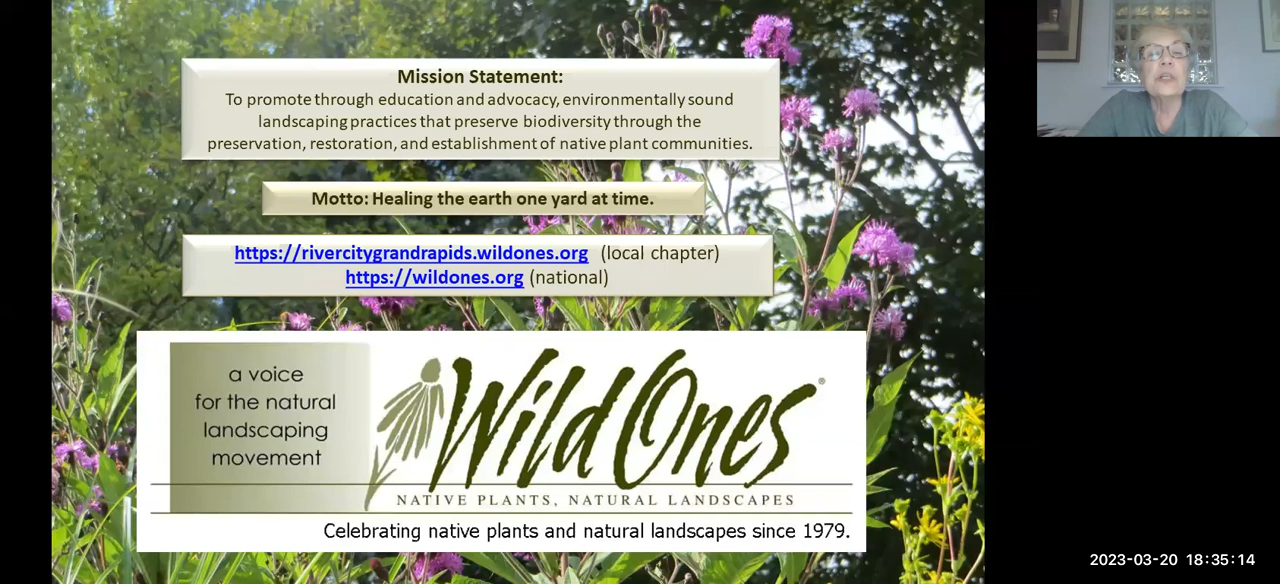 Mission Statement:
To promote through education and advocacy, environmentally sound
landscaping practices that preserve biodiversity through the
preservation, restoration, and establishment of native plant communities.
Motto: Healing the earth one yard at time.
https://rivercitygrandrapids.wildones.org (local chapter)
https://wildones.org (national)
a voice
for the natural
landscaping
movement
Wild Ones®
NATIVE PLANTS, NATURAL LANDSCAPES
Celebrating native plants and natural landscapes since 1979.
2023-03-20 18:35:14